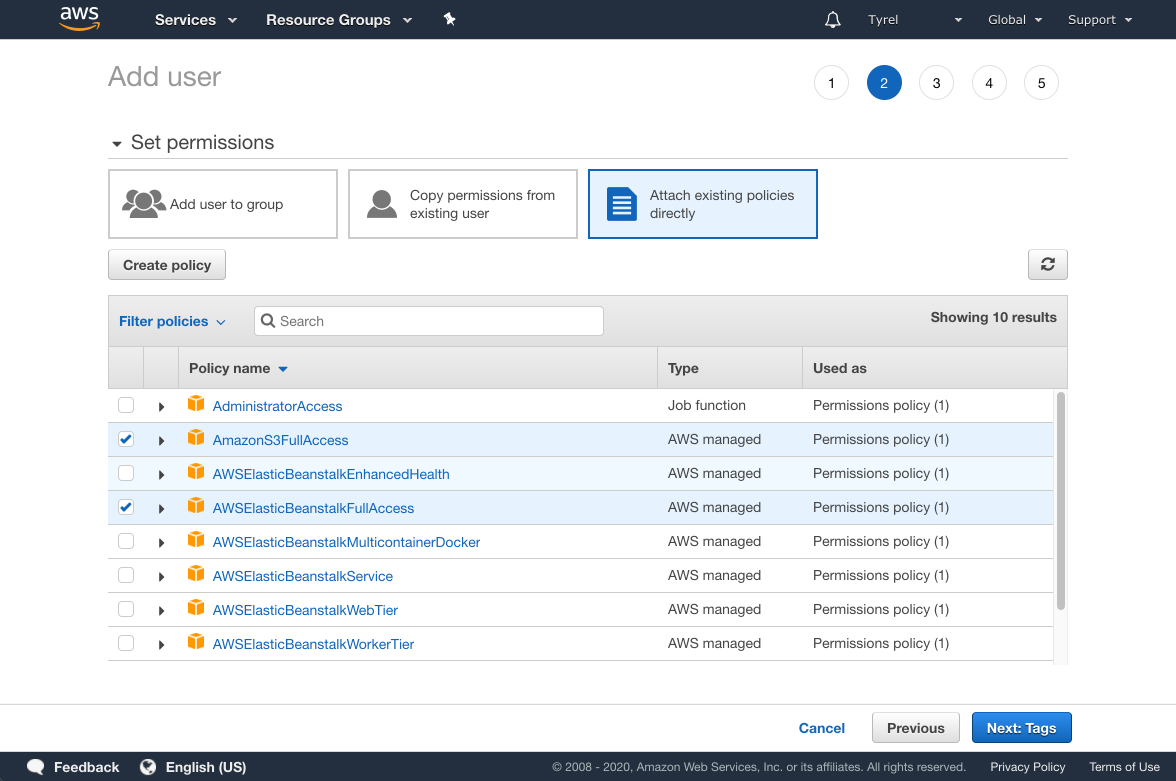 aws Services Resource Groups Tyrel Global Support
Add user
1 2 3 4 5
Set permissions
Add user to group
Copy permissions from
existing user
Attach existing policies
directly
Create policy
Filter policies Search Showing 10 results
Policy name Type Used as
AdministratorAccess Job function Permissions policy (1)
AmazonS3FullAccess AWS managed Permissions policy (1)
AWSElasticBeanstalkEnhancedHealth AWS managed Permissions policy (1)
AWSElasticBeanstalkFullAccess AWS managed Permissions policy (1)
AWSElasticBeanstalkMulticontainerDocker AWS managed Permissions policy (1)
AWSElasticBeanstalkService AWS managed Permissions policy (1)
AWSElasticBeanstalkWebTier AWS managed Permissions policy (1)
AWSElasticBeanstalkWorkerTier AWS managed Permissions policy (1)
Cancel Previous Next: Tags
Feedback English (US) © 2008 - 2020, Amazon Web Services, Inc. or its affiliates. All rights reserved. Privacy Policy Terms of Use